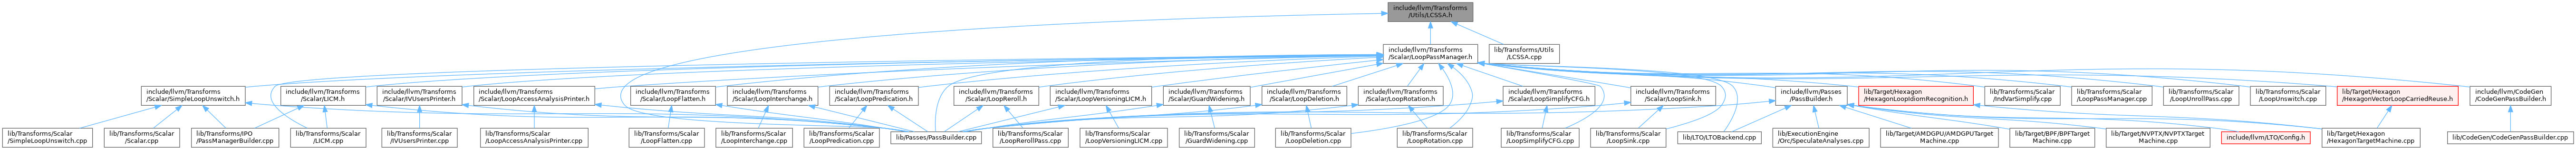 include/llvm/Transforms
/Utils/LCSSA.h
include/llvm/Transforms
/Scalar/LoopPassManager.h
lib/Transforms/Utils
/LCSSA.cpp
include/llvm/Transforms
/Scalar/SimpleLoopUnswitch.h
include/llvm/Transforms
/Scalar/LICM.h
include/llvm/Transforms
/Scalar/IVUsersPrinter.h
include/llvm/Transforms
/Scalar/LoopAccessAnalysisPrinter.h
include/llvm/Transforms
/Scalar/LoopFlatten.h
include/llvm/Transforms
/Scalar/LoopInterchange.h
include/llvm/Transforms
/Scalar/LoopPredication.h
include/llvm/Transforms
/Scalar/LoopReroll.h
include/llvm/Transforms
/Scalar/LoopVersioningLICM.h
include/llvm/Transforms
/Scalar/GuardWidening.h
include/llvm/Transforms
/Scalar/LoopDeletion.h
include/llvm/Transforms
/Scalar/LoopRotation.h
include/llvm/Transforms
/Scalar/LoopSimplifyCFG.h
include/llvm/Transforms
/Scalar/LoopSink.h
include/llvm/Passes
/PassBuilder.h
lib/Target/Hexagon
/HexagonLoopIdiomRecognition.h
lib/Transforms/Scalar
/IndVarSimplify.cpp
lib/Transforms/Scalar
/LoopPassManager.cpp
lib/Transforms/Scalar
/LoopUnrollPass.cpp
lib/Transforms/Scalar
/LoopUnswitch.cpp
lib/Target/Hexagon
/HexagonVectorLoopCarriedReuse.h
include/llvm/CodeGen
/CodeGenPassBuilder.h
lib/Transforms/Scalar
/SimpleLoopUnswitch.cpp
lib/Transforms/Scalar
/Scalar.cpp
lib/Transforms/IPO
/PassManagerBuilder.cpp
lib/Transforms/Scalar
/LICM.cpp
lib/Transforms/Scalar
/IVUsersPrinter.cpp
lib/Transforms/Scalar
/LoopAccessAnalysisPrinter.cpp
lib/Transforms/Scalar
/LoopFlatten.cpp
lib/Transforms/Scalar
/LoopInterchange.cpp
lib/Transforms/Scalar
/LoopPredication.cpp
lib/Passes/PassBuilder.cpp
lib/Transforms/Scalar
/LoopRerollPass.cpp
lib/Transforms/Scalar
/LoopVersioningLICM.cpp
lib/Transforms/Scalar
/GuardWidening.cpp
lib/Transforms/Scalar
/LoopDeletion.cpp
lib/Transforms/Scalar
/LoopRotation.cpp
lib/Transforms/Scalar
/LoopSimplifyCFG.cpp
lib/Transforms/Scalar
/LoopSink.cpp
lib/LTO/LTOBackend.cpp
lib/ExecutionEngine
/Orc/SpeculateAnalyses.cpp
lib/Target/AMDGPU/AMDGPUTarget
Machine.cpp
lib/Target/BPF/BPFTarget
Machine.cpp
lib/Target/NVPTX/NVPTXTarget
Machine.cpp
include/llvm/LTO/Config.h
lib/Target/Hexagon
/HexagonTargetMachine.cpp
lib/CodeGen/CodeGenPassBuilder.cpp